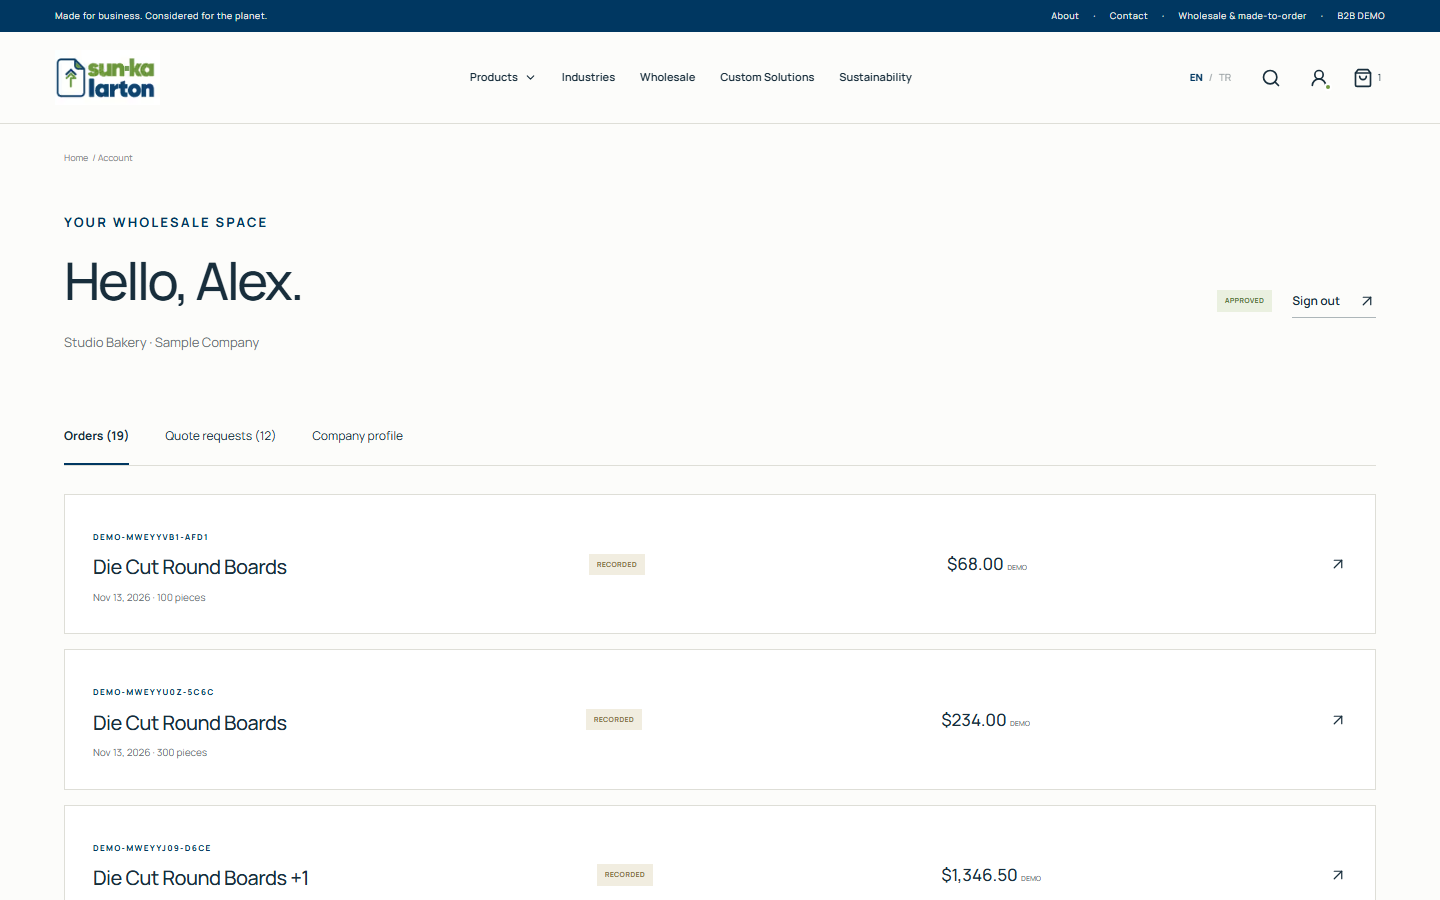 Made for business. Considered for the planet.
About · Contact · Wholesale & made-to-order · B2B DEMO
sun-ka
larton
Products Industries Wholesale Custom Solutions Sustainability
EN / TR
1
Home / Account
YOUR WHOLESALE SPACE
Hello, Alex.
APPROVED
Sign out
Studio Bakery · Sample Company
Orders (19) Quote requests (12) Company profile
DEMO-MWEYYVB1-AFD1
Die Cut Round Boards
RECORDED
$68.00 DEMO
Nov 13, 2026 · 100 pieces
DEMO-MWEYYU0Z-5C6C
Die Cut Round Boards
RECORDED
$234.00 DEMO
Nov 13, 2026 · 300 pieces
DEMO-MWEYYJ09-D6CE
Die Cut Round Boards +1
RECORDED
$1,346.50 DEMO